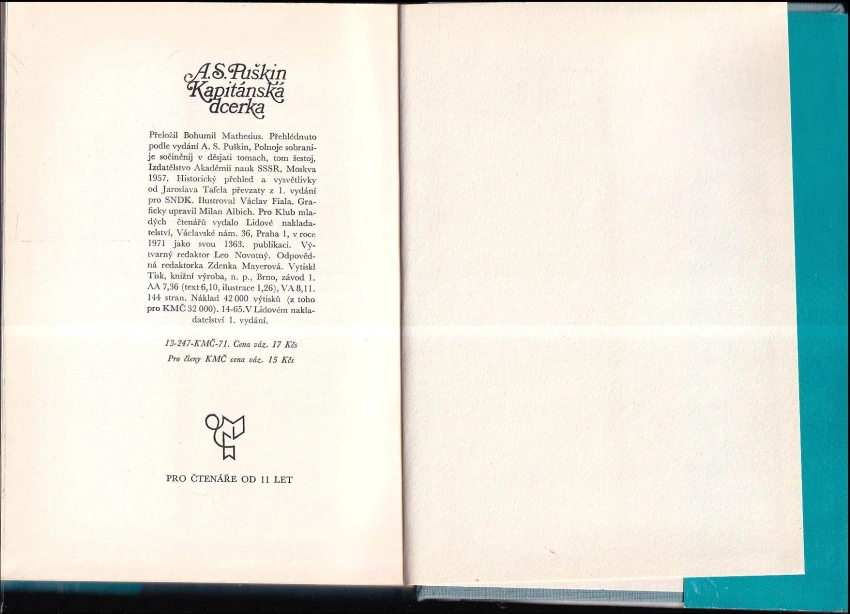 A.S.Puškin
Kapitánská
dcerka
Přeložil Bohumil Mathesius. Přehlédnuto
podle vydání A. S. Puškin, Polnoje sobrani-
je sočiněnij v děsjati tomach, tom šestoj,
Izdatělstvo Akadémii nauk SSSR, Moskva
1957. Historický přehled a vysvětlivky
od Jaroslava Tafela převzaty z 1. vydání
pro SNDK. Ilustroval Václav Fiala. Gra-
ficky upravil Milan Albich. Pro Klub mla-
dých čtenářů vydalo Lidové naklada-
telství, Václavské nám. 36, Praha 1, v roce
1971 jako svou 1363. publikaci. Vý-
tvarný redaktor Leo Novotný. Odpověd-
ná redaktorka Zdenka Mayerová. Vytiskl
Tisk, knižní výroba, n. p., Brno, závod 1.
AA 7,36 (text 6,10, ilustrace 1,26), VA 8,11.
144 stran. Náklad 42 000 výtisků (z toho
pro KMČ 32 000). 14-65. V Lidovém nakla-
datelství 1. vydání.
13-247-KMČ-71. Cena váz. 17 Kčs
Pro členy KMČ cena váz. 15 Kčs
PRO ČTENÁŘE OD 11 LET